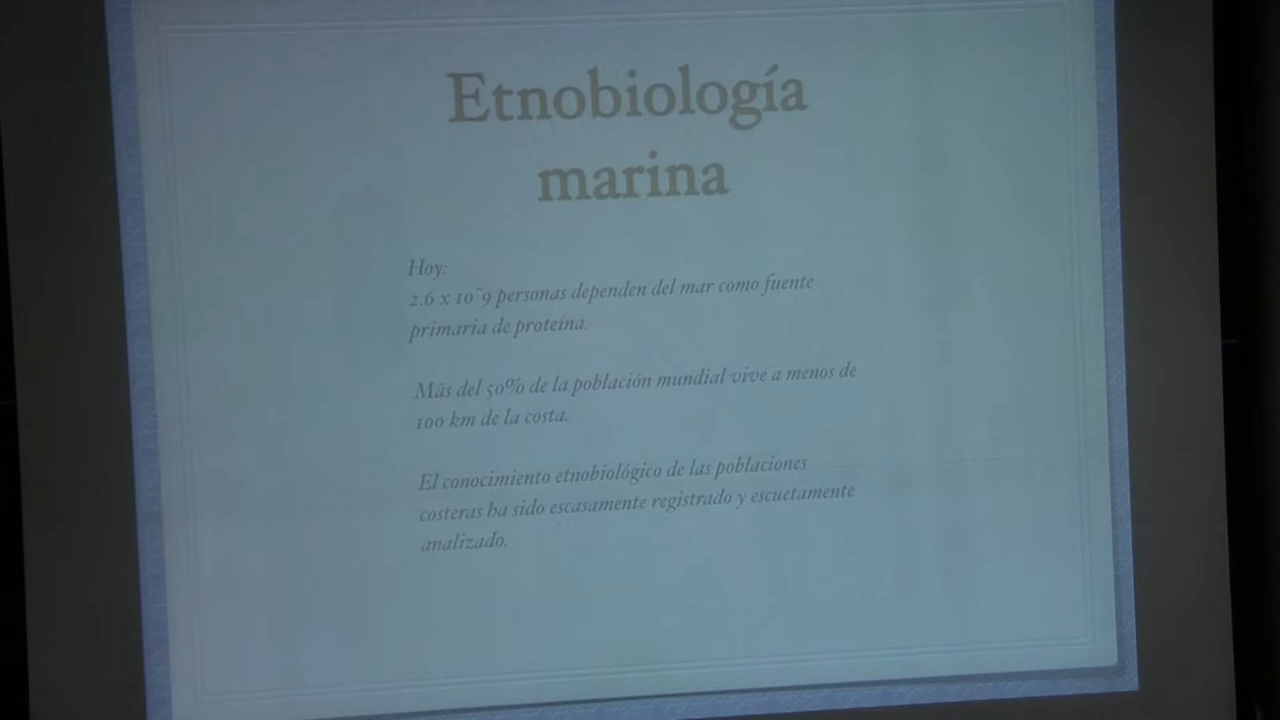 Etnobiología
marina
Hoy:
2.6 x 10^9 personas dependen del mar como fuente
primaria de proteína.
Más del 50% de la población mundial vive a menos de
100 km de la costa.
El conocimiento etnobiológico de las poblaciones
costeras ha sido escasamente registrado y escuetamente
analizado.